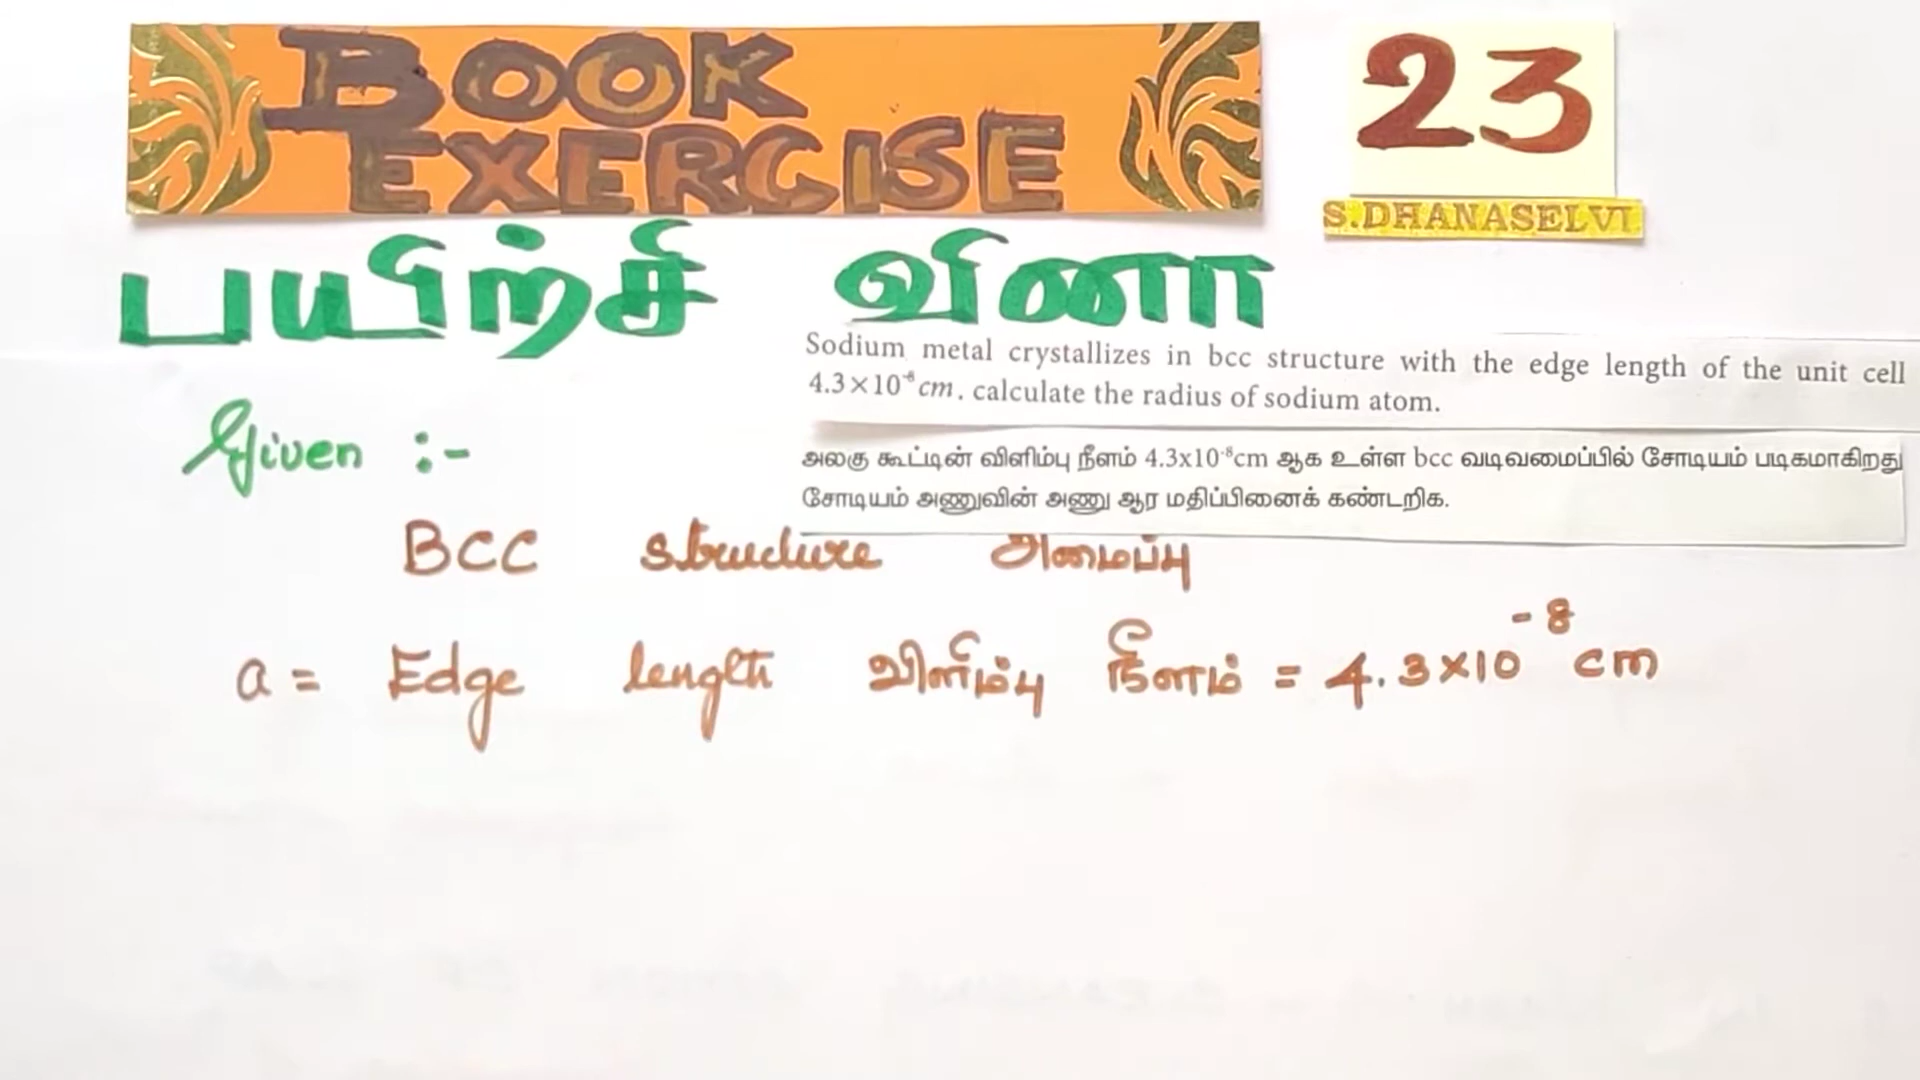 BOOK
EXERCISE
23
S.DHANASELVI
பயிற்சி வினா
Sodium metal crystallizes in bcc structure with the edge length of the unit cell
4.3×10⁻⁸cm, calculate the radius of sodium atom.
அலகு கூட்டின் விளிம்பு நீளம் 4.3x10⁻⁸cm ஆக உள்ள bcc வடிவமைப்பில் சோடியம் படிகமாகிறது
சோடியம் அணுவின் அணு ஆர மதிப்பினைக் கண்டறிக.
Given :-
BCC structure அமைப்பு
a = Edge length விளிம்பு நீளம் = 4.3×10⁻⁸ cm